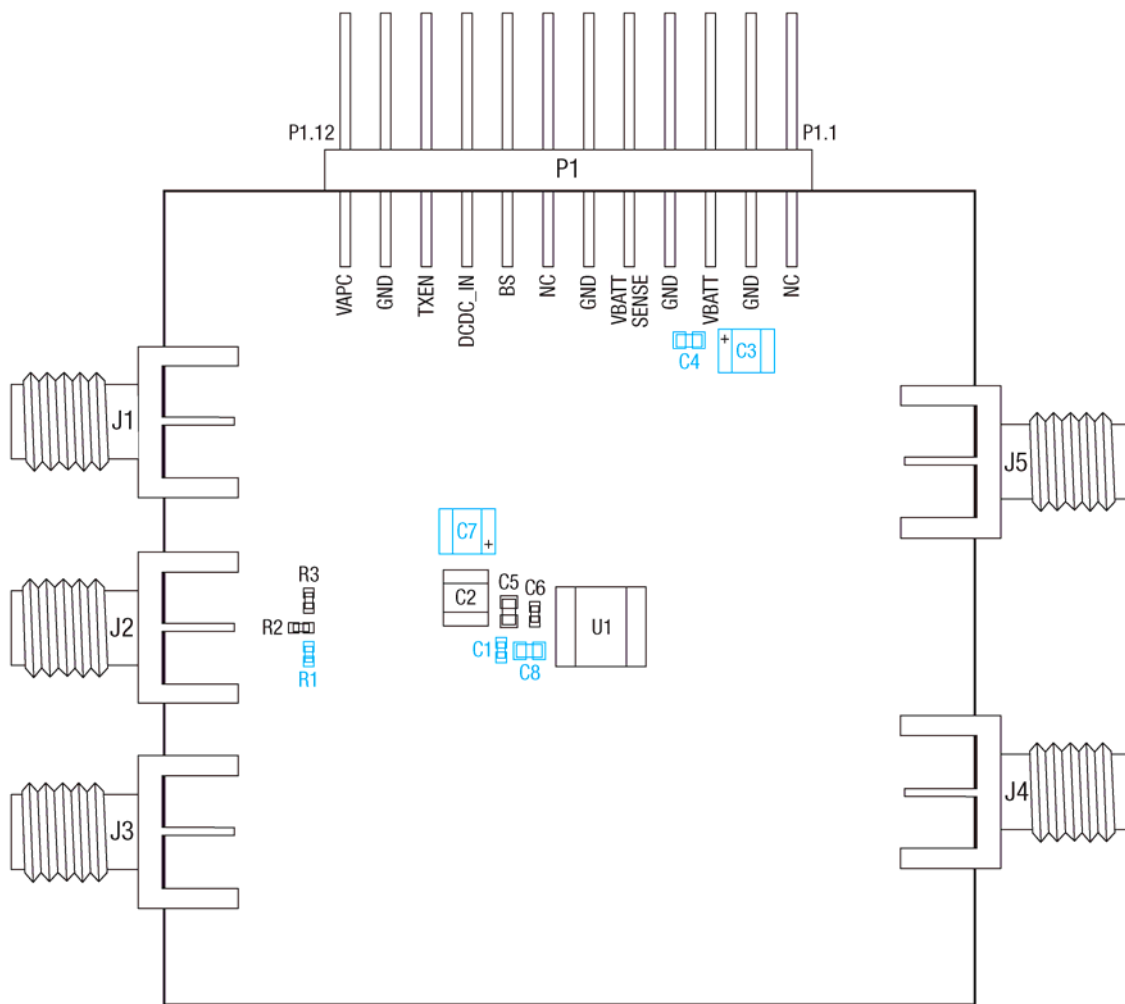 P1.12
P1.1
P1
VAPC
GND
TXEN
DCDC_IN
BS
NC
GND
VBATT
SENSE
GND
VBATT
GND
NC
C4
+
C3
J1
J5
C7
+
R3
C2
C5
C6
U1
J2
R2
C1
C8
R1
J3
J4